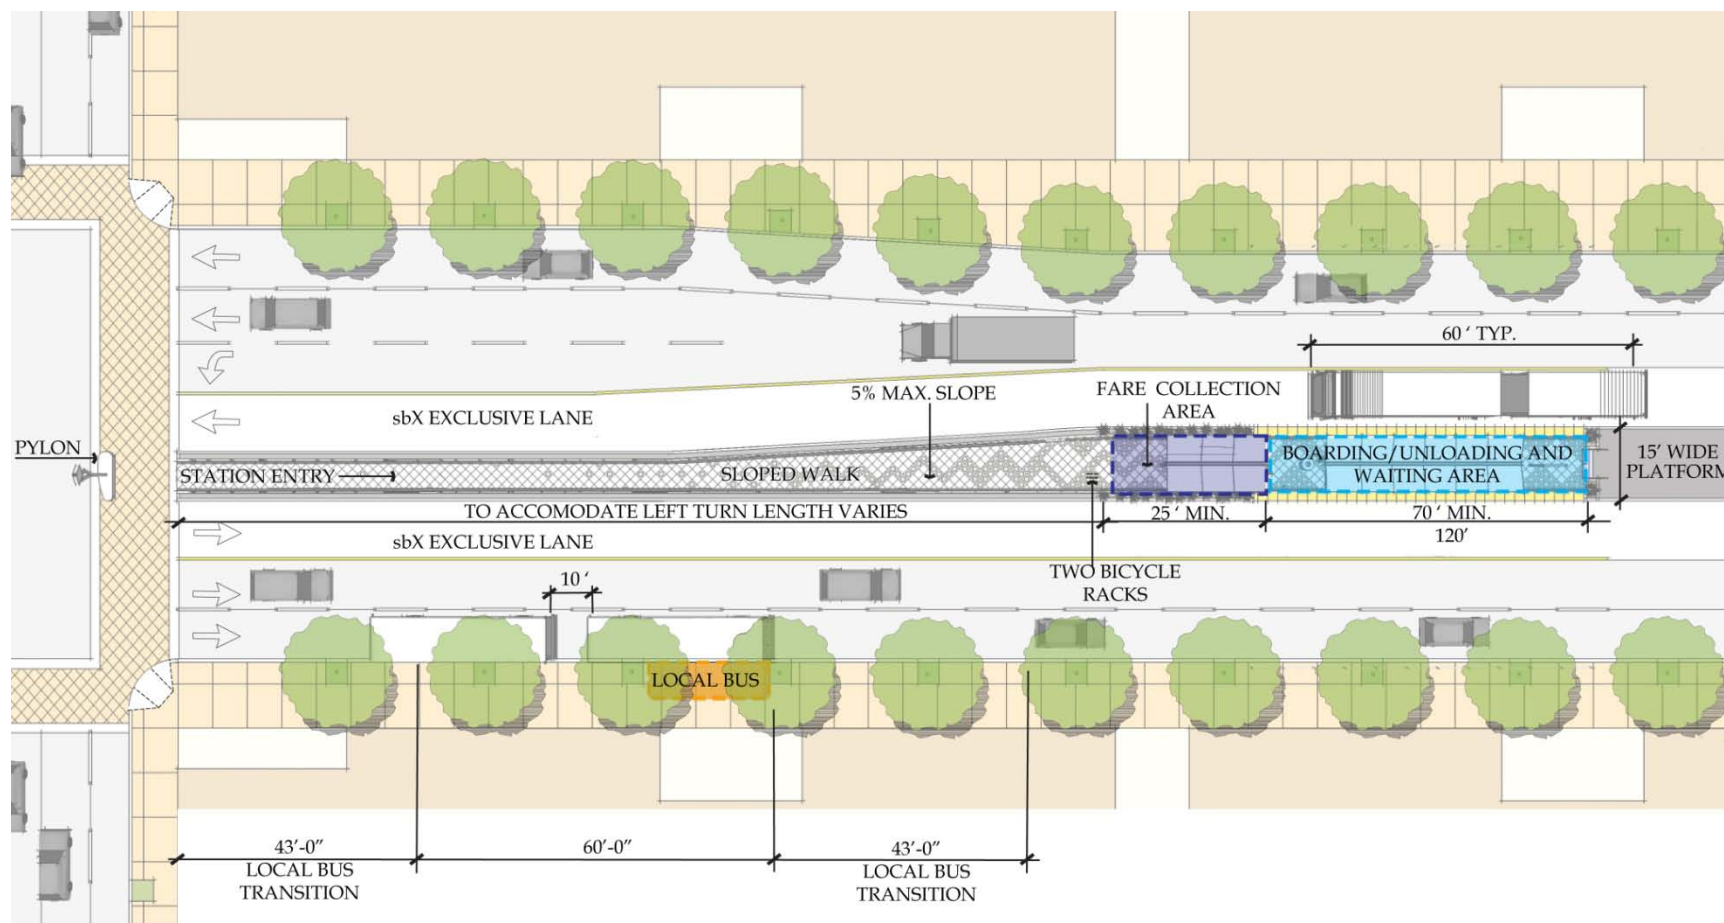 60 ' TYP.
5% MAX. SLOPE
FARE COLLECTION
AREA
sbX EXCLUSIVE LANE
PYLON
STATION ENTRY
SLOPED WALK
BOARDING/UNLOADING AND
WAITING AREA
15' WIDE
PLATFORM
TO ACCOMODATE LEFT TURN LENGTH VARIES
25 ' MIN.
70 ' MIN.
120'
sbX EXCLUSIVE LANE
10 '
TWO BICYCLE
RACKS
LOCAL BUS
43'-0"
LOCAL BUS
TRANSITION
60'-0"
43'-0"
LOCAL BUS
TRANSITION